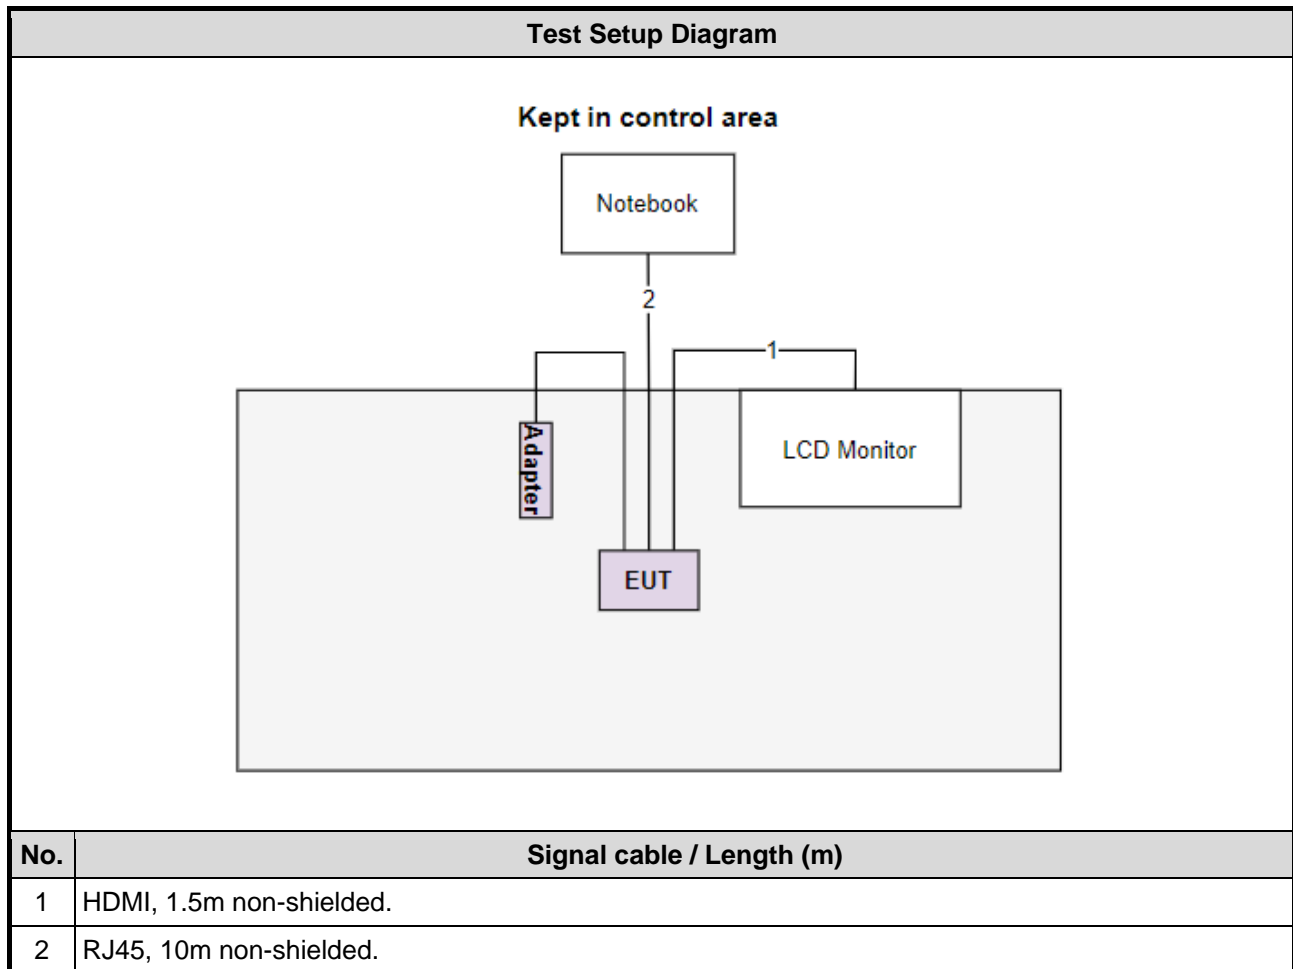 Test Setup Diagram
Kept in control area
Notebook
2
1
Adapter
LCD Monitor
EUT
No. Signal cable / Length (m)
1 HDMI, 1.5m non-shielded.
2 RJ45, 10m non-shielded.